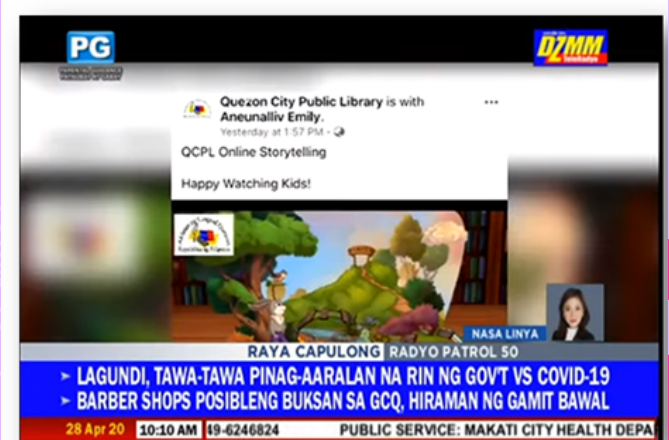 PG
DZMM
TeleRadyo
Quezon City Public Library is with
Aneunalliv Emily.
Yesterday at 1:57 PM
QCPL Online Storytelling
Happy Watching Kids!
NASA LINYA
RAYA CAPULONG RADYO PATROL 50
➤ LAGUNDI, TAWA-TAWA PINAG-AARALAN NA RIN NG GOV'T VS COVID-19
➤ BARBER SHOPS POSIBLENG BUKSAN SA GCQ, HIRAMAN NG GAMIT BAWAL
28 Apr 20 10:10 AM 49-6246824 PUBLIC SERVICE: MAKATI CITY HEALTH DEPA